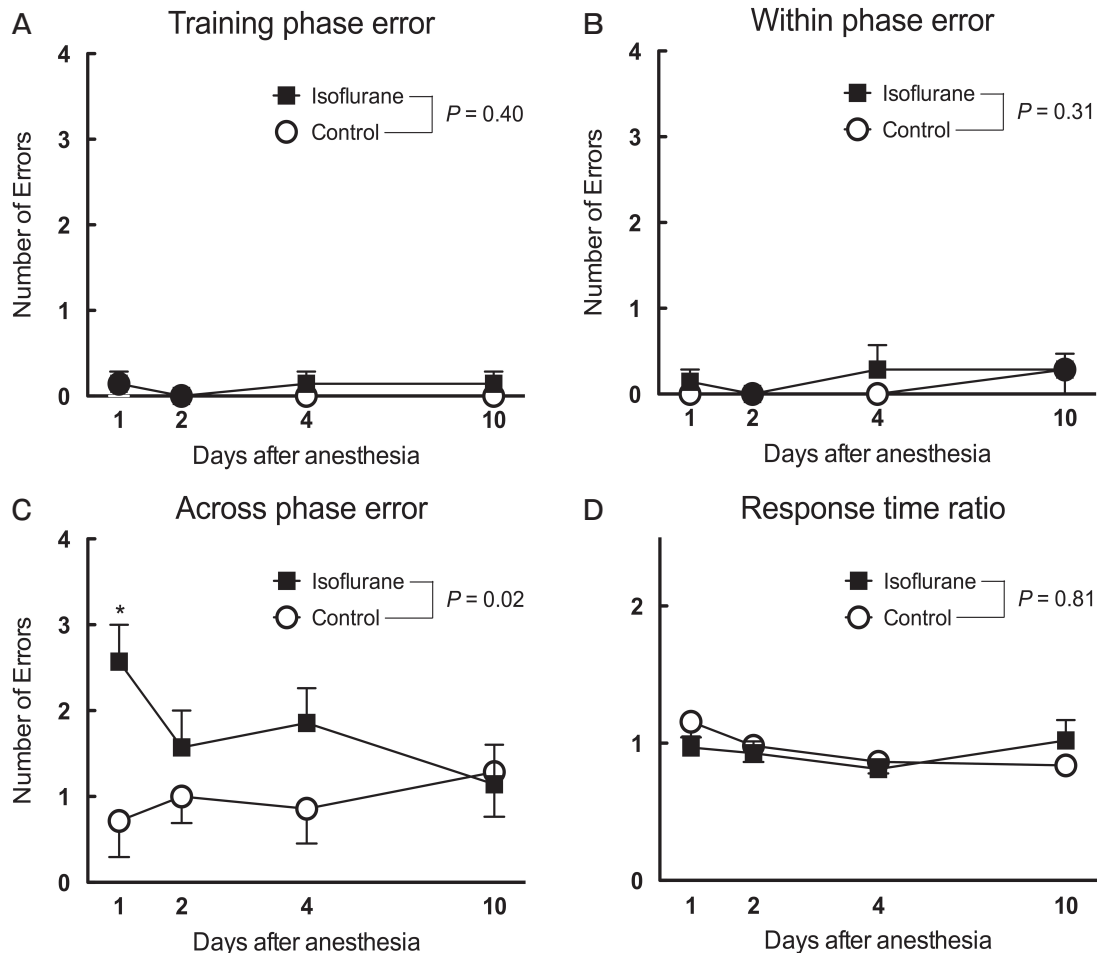 A
Training phase error
4
3
2
1
0
Number of Errors
Isoflurane
Control
P = 0.40
1 2 4 10
Days after anesthesia
B
Within phase error
4
3
2
1
0
Number of Errors
Isoflurane
Control
P = 0.31
1 2 4 10
Days after anesthesia
C
Across phase error
4
3
2
1
0
Number of Errors
*
Isoflurane
Control
P = 0.02
1 2 4 10
Days after anesthesia
D
Response time ratio
2
1
0
Isoflurane
Control
P = 0.81
1 2 4 10
Days after anesthesia